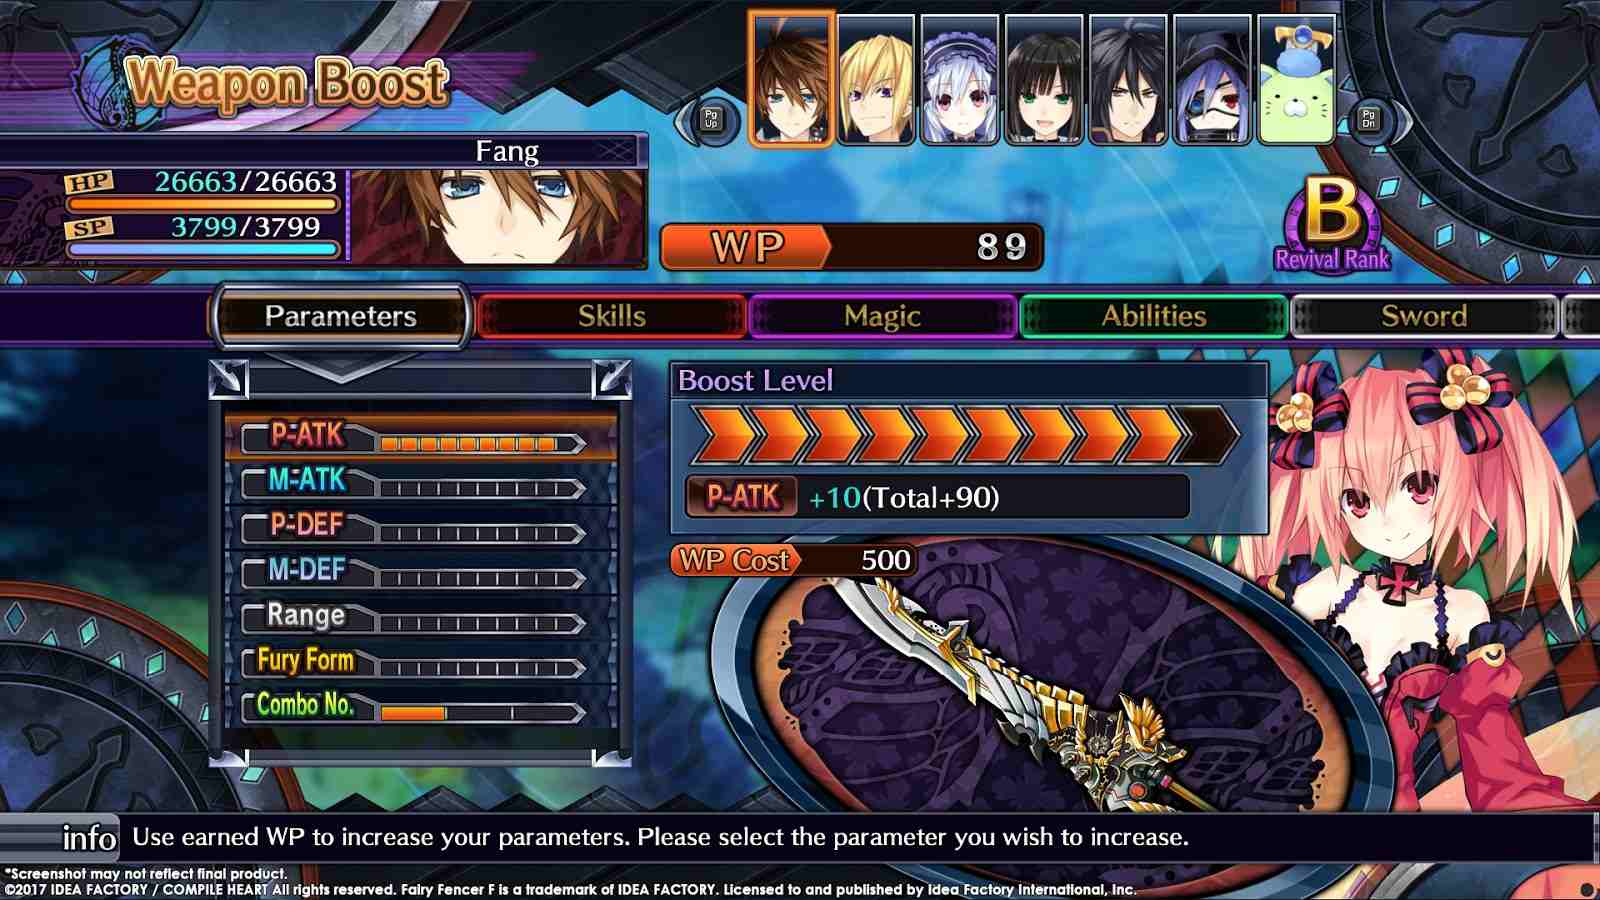 Weapon Boost
Pg Up
Pg Dn
Fang
HP 26663/26663
SP 3799/3799
WP 89
B
Revival Rank
Parameters Skills Magic Abilities Sword
P-ATK
M-ATK
P-DEF
M-DEF
Range
Fury Form
Combo No.
Boost Level
P-ATK +10(Total+90)
WP Cost 500
info Use earned WP to increase your parameters. Please select the parameter you wish to increase.
*Screenshot may not reflect final product.
©2017 IDEA FACTORY / COMPILE HEART All rights reserved. Fairy Fencer F is a trademark of IDEA FACTORY. Licensed to and published by Idea Factory International, Inc.